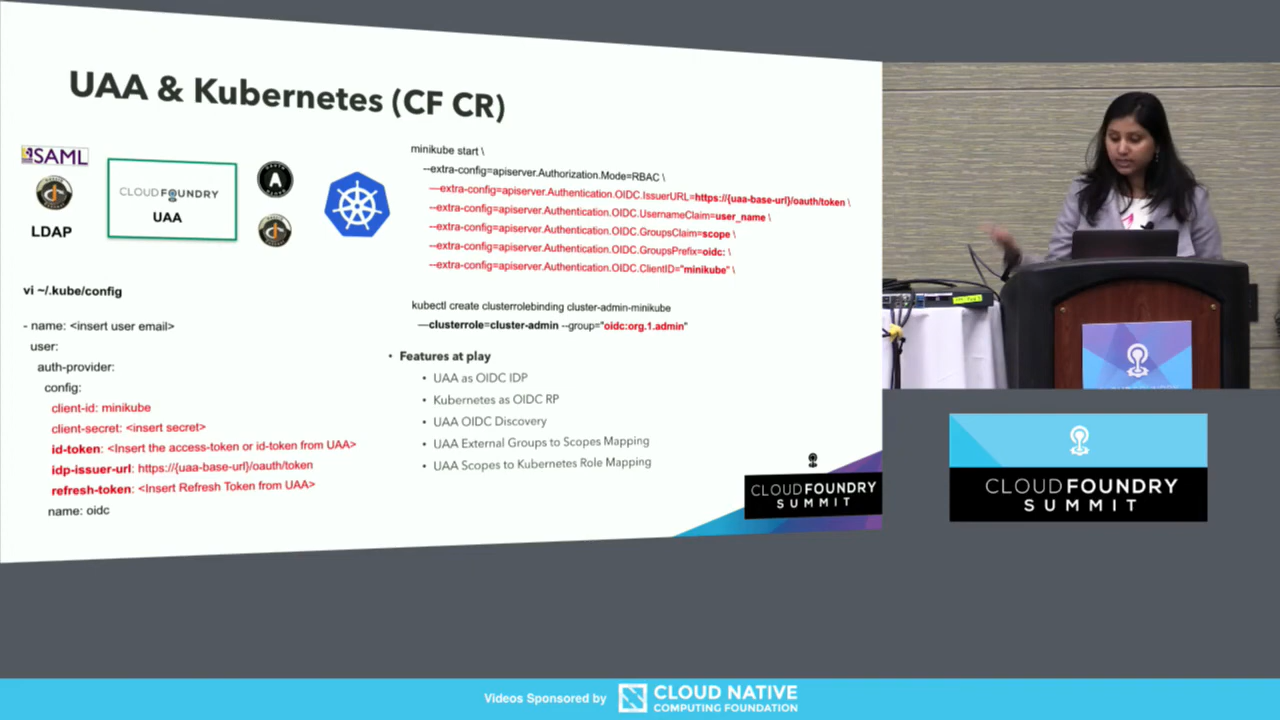 UAA & Kubernetes (CF CR)
SAML
CLOUDFOUNDRY
UAA
LDAP
minikube start \
--extra-config=apiserver.Authorization.Mode=RBAC \
—extra-config=apiserver.Authentication.OIDC.IssuerURL=https://{uaa-base-url}/oauth/token \
--extra-config=apiserver.Authentication.OIDC.UsernameClaim=user_name \
--extra-config=apiserver.Authentication.OIDC.GroupsClaim=scope \
--extra-config=apiserver.Authentication.OIDC.GroupsPrefix=oidc: \
--extra-config=apiserver.Authentication.OIDC.ClientID="minikube" \
kubectl create clusterrolebinding cluster-admin-minikube
—clusterrole=cluster-admin --group="oidc:org.1.admin"
vi ~/.kube/config
- name: <insert user email>
user:
auth-provider:
config:
client-id: minikube
client-secret: <insert secret>
id-token: <Insert the access-token or id-token from UAA>
idp-issuer-url: https://{uaa-base-url}/oauth/token
refresh-token: <Insert Refresh Token from UAA>
name: oidc
• Features at play
• UAA as OIDC IDP
• Kubernetes as OIDC RP
• UAA OIDC Discovery
• UAA External Groups to Scopes Mapping
• UAA Scopes to Kubernetes Role Mapping
CLOUDFOUNDRY
SUMMIT
CLOUDFOUNDRY
SUMMIT
Videos Sponsored by
CLOUD NATIVE
COMPUTING FOUNDATION